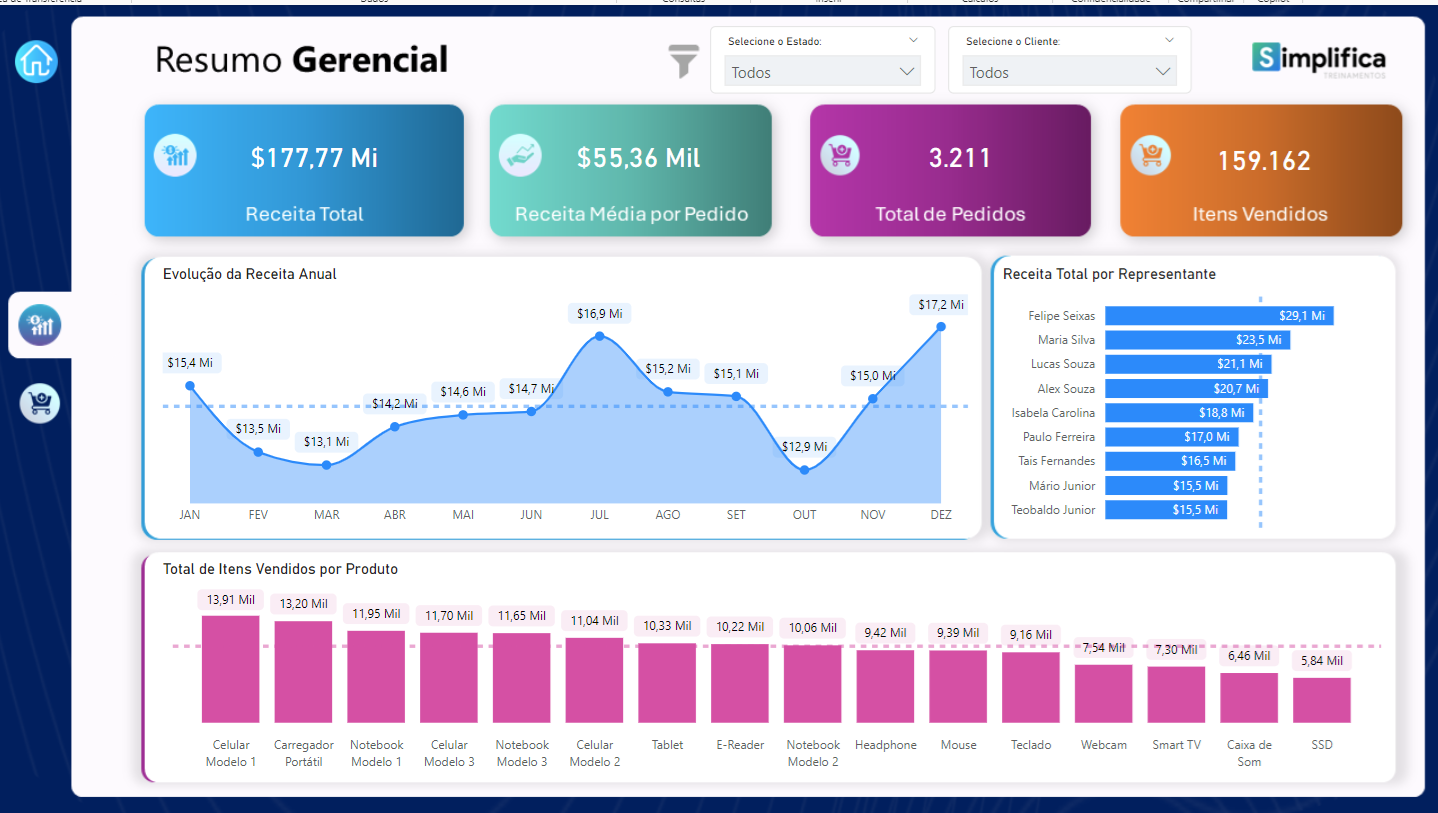 Dados
Consultas
Inserir
Cálculos
Confidencialidade
Compartilhar
Copilot
Resumo Gerencial
Selecione o Estado:
Todos
Selecione o Cliente:
Todos
Simplifica
TREINAMENTOS
$177,77 Mi
Receita Total
$55,36 Mil
Receita Média por Pedido
3.211
Total de Pedidos
159.162
Itens Vendidos
Evolução da Receita Anual
$15,4 Mi
$13,5 Mi
$13,1 Mi
$14,2 Mi
$14,6 Mi
$14,7 Mi
$16,9 Mi
$15,2 Mi
$15,1 Mi
$12,9 Mi
$15,0 Mi
$17,2 Mi
JAN
FEV
MAR
ABR
MAI
JUN
JUL
AGO
SET
OUT
NOV
DEZ
Receita Total por Representante
Felipe Seixas $29,1 Mi
Maria Silva $23,5 Mi
Lucas Souza $21,1 Mi
Alex Souza $20,7 Mi
Isabela Carolina $18,8 Mi
Paulo Ferreira $17,0 Mi
Tais Fernandes $16,5 Mi
Mário Junior $15,5 Mi
Teobaldo Junior $15,5 Mi
Total de Itens Vendidos por Produto
13,91 Mil
13,20 Mil
11,95 Mil
11,70 Mil
11,65 Mil
11,04 Mil
10,33 Mil
10,22 Mil
10,06 Mil
9,42 Mil
9,39 Mil
9,16 Mil
7,54 Mil
7,30 Mil
6,46 Mil
5,84 Mil
Celular
Modelo 1
Carregador
Portátil
Notebook
Modelo 1
Celular
Modelo 3
Notebook
Modelo 3
Celular
Modelo 2
Tablet
E-Reader
Notebook
Modelo 2
Headphone
Mouse
Teclado
Webcam
Smart TV
Caixa de
Som
SSD